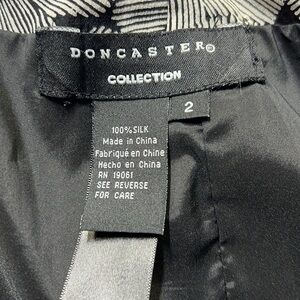 DONCASTER®
COLLECTION
2
100%SILK
Made in China
Fabriqué en Chine
Hecho en China
RN 19061
SEE REVERSE
FOR CARE